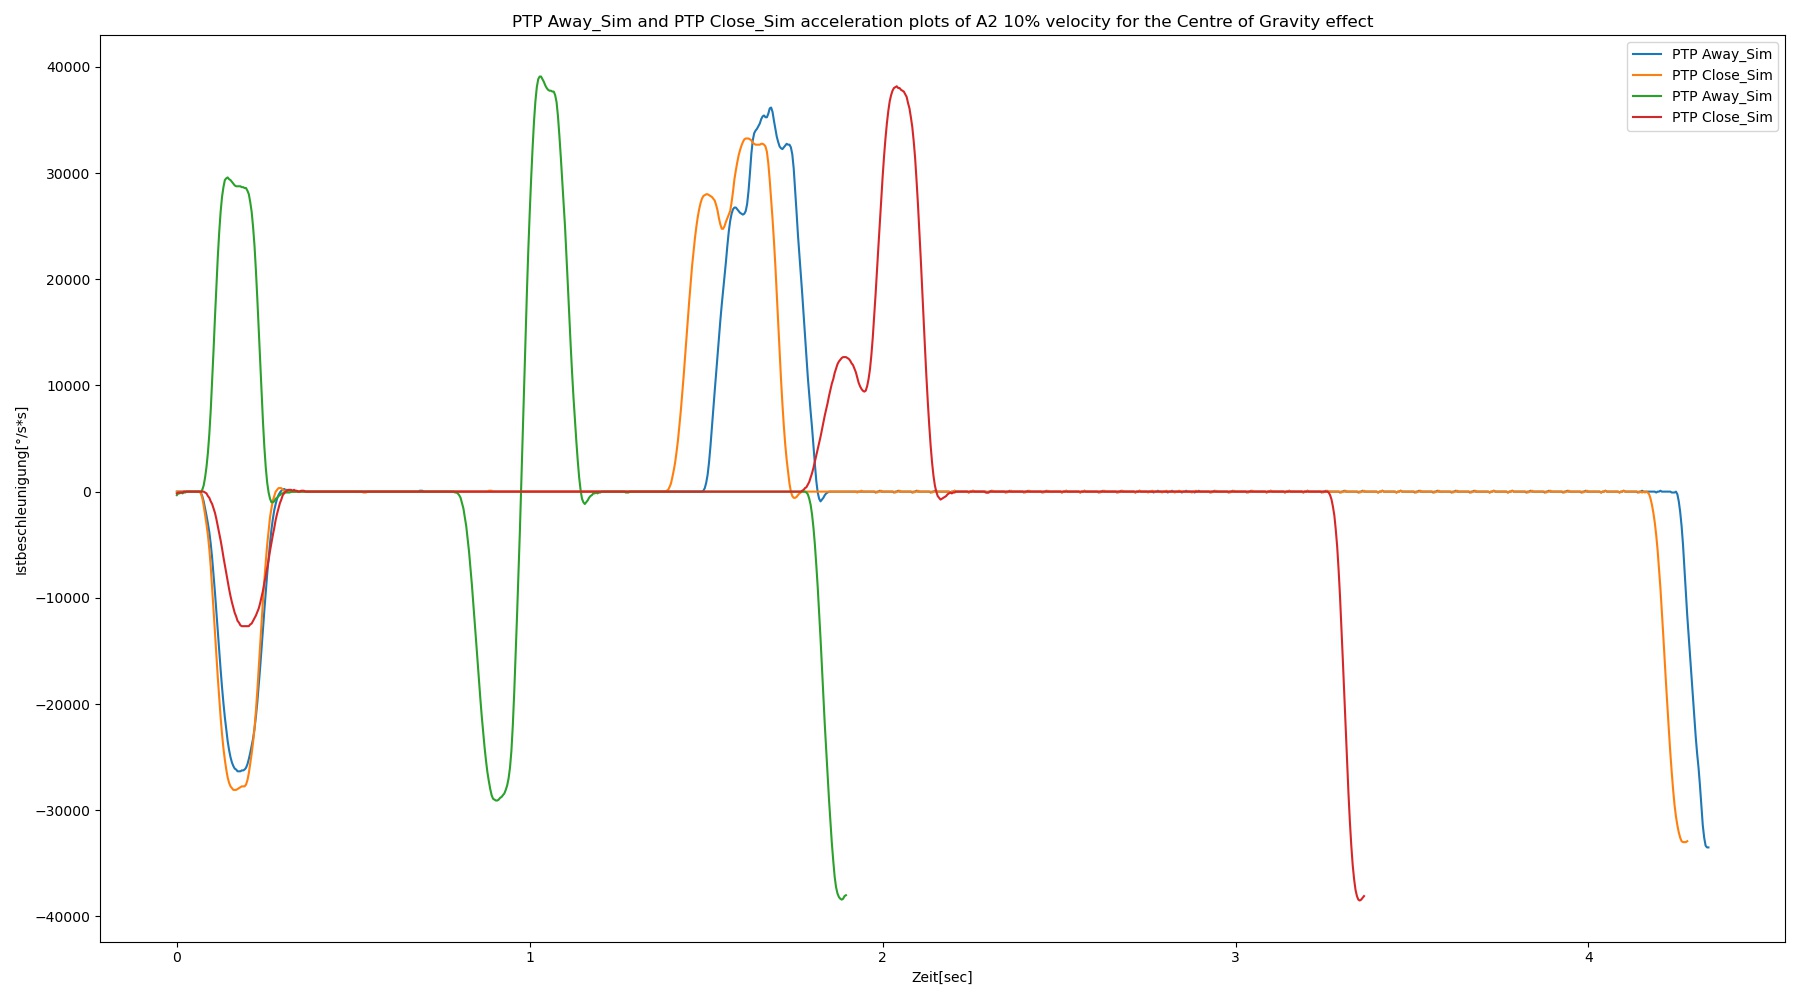 PTP Away_Sim and PTP Close_Sim acceleration plots of A2 10% velocity for the Centre of Gravity effect
PTP Away_Sim
PTP Close_Sim
PTP Away_Sim
PTP Close_Sim
40000
30000
20000
10000
0
−10000
−20000
−30000
−40000
Istbeschleunigung[°/s*s]
0 1 2 3 4
Zeit[sec]